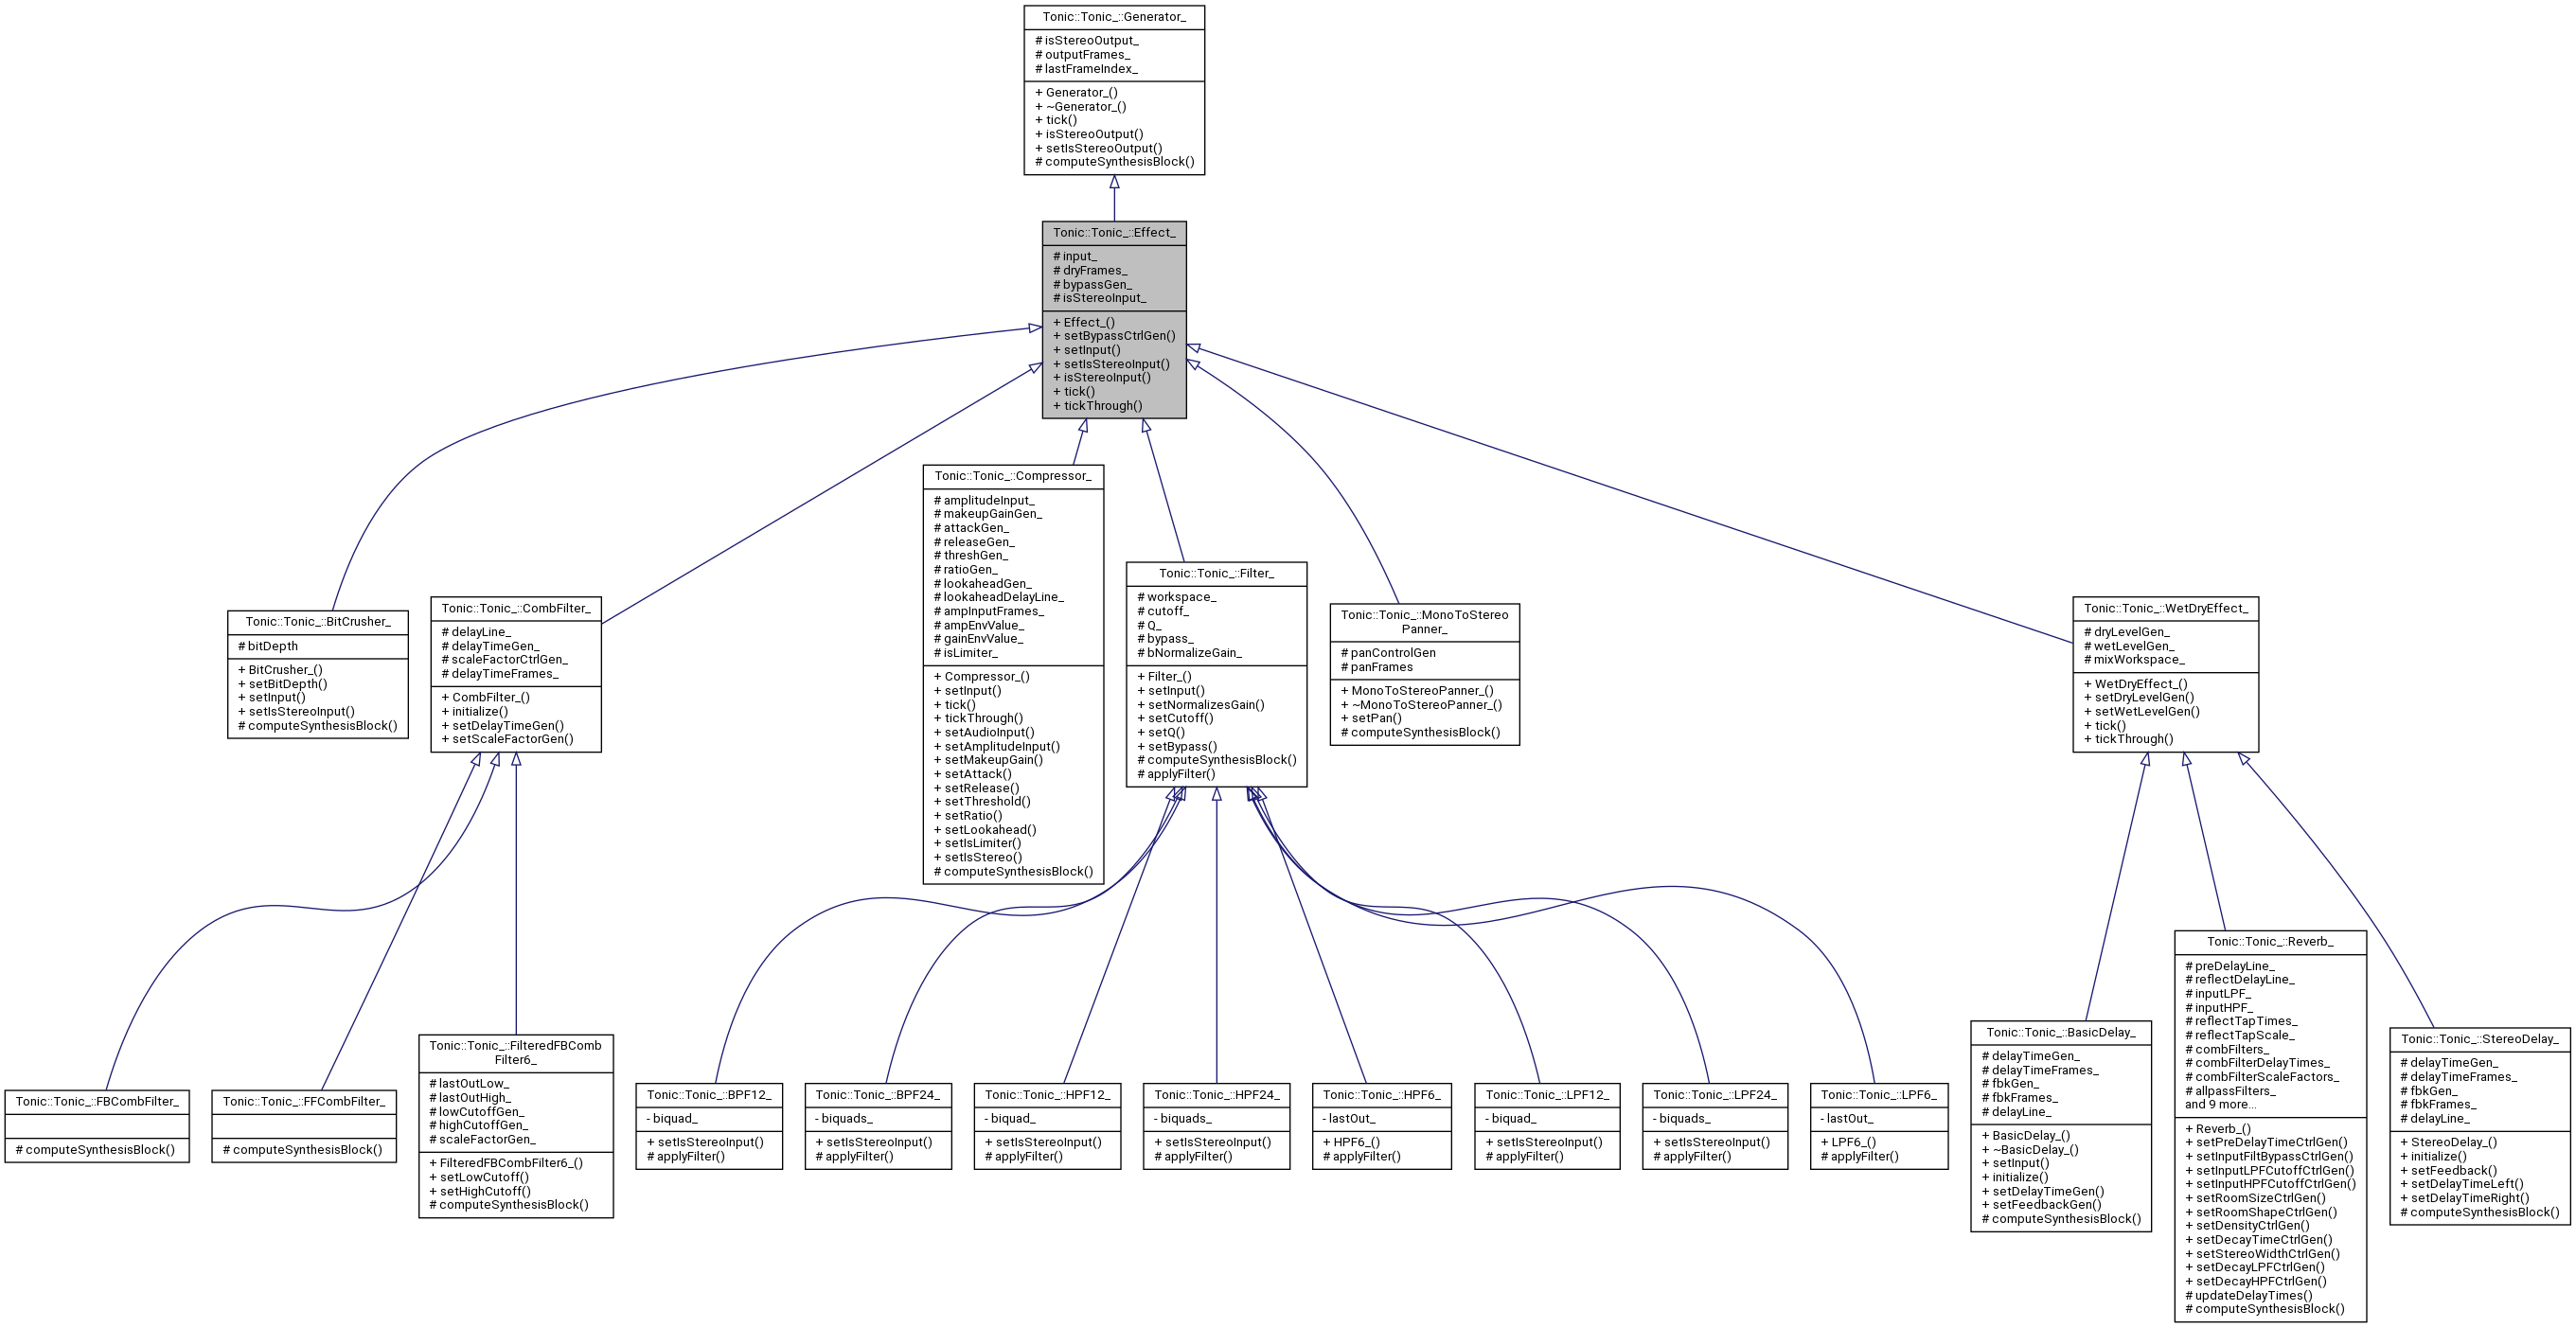 Tonic::Tonic_::Generator_
# isStereoOutput_
# outputFrames_
# lastFrameIndex_
+ Generator_()
+ ~Generator_()
+ tick()
+ isStereoOutput()
+ setIsStereoOutput()
# computeSynthesisBlock()
Tonic::Tonic_::Effect_
# input_
# dryFrames_
# bypassGen_
# isStereoInput_
+ Effect_()
+ setBypassCtrlGen()
+ setInput()
+ setIsStereoInput()
+ isStereoInput()
+ tick()
+ tickThrough()
Tonic::Tonic_::BitCrusher_
# bitDepth
+ BitCrusher_()
+ setBitDepth()
+ setInput()
+ setIsStereoInput()
# computeSynthesisBlock()
Tonic::Tonic_::CombFilter_
# delayLine_
# delayTimeGen_
# scaleFactorCtrlGen_
# delayTimeFrames_
+ CombFilter_()
+ initialize()
+ setDelayTimeGen()
+ setScaleFactorGen()
Tonic::Tonic_::Compressor_
# amplitudeInput_
# makeupGainGen_
# attackGen_
# releaseGen_
# threshGen_
# ratioGen_
# lookaheadGen_
# lookaheadDelayLine_
# ampInputFrames_
# ampEnvValue_
# gainEnvValue_
# isLimiter_
+ Compressor_()
+ setInput()
+ tick()
+ tickThrough()
+ setAudioInput()
+ setAmplitudeInput()
+ setMakeupGain()
+ setAttack()
+ setRelease()
+ setThreshold()
+ setRatio()
+ setLookahead()
+ setIsLimiter()
+ setIsStereo()
# computeSynthesisBlock()
Tonic::Tonic_::Filter_
# workspace_
# cutoff_
# Q_
# bypass_
# bNormalizeGain_
+ Filter_()
+ setInput()
+ setNormalizesGain()
+ setCutoff()
+ setQ()
+ setBypass()
# computeSynthesisBlock()
# applyFilter()
Tonic::Tonic_::MonoToStereo
Panner_
# panControlGen
# panFrames
+ MonoToStereoPanner_()
+ ~MonoToStereoPanner_()
+ setPan()
# computeSynthesisBlock()
Tonic::Tonic_::WetDryEffect_
# dryLevelGen_
# wetLevelGen_
# mixWorkspace_
+ WetDryEffect_()
+ setDryLevelGen()
+ setWetLevelGen()
+ tick()
+ tickThrough()
Tonic::Tonic_::FBCombFilter_
# computeSynthesisBlock()
Tonic::Tonic_::FFCombFilter_
# computeSynthesisBlock()
Tonic::Tonic_::FilteredFBComb
Filter6_
# lastOutLow_
# lastOutHigh_
# lowCutoffGen_
# highCutoffGen_
# scaleFactorGen_
+ FilteredFBCombFilter6_()
+ setLowCutoff()
+ setHighCutoff()
# computeSynthesisBlock()
Tonic::Tonic_::BPF12_
- biquad_
+ setIsStereoInput()
# applyFilter()
Tonic::Tonic_::BPF24_
- biquads_
+ setIsStereoInput()
# applyFilter()
Tonic::Tonic_::HPF12_
- biquad_
+ setIsStereoInput()
# applyFilter()
Tonic::Tonic_::HPF24_
- biquads_
+ setIsStereoInput()
# applyFilter()
Tonic::Tonic_::HPF6_
- lastOut_
+ HPF6_()
# applyFilter()
Tonic::Tonic_::LPF12_
- biquad_
+ setIsStereoInput()
# applyFilter()
Tonic::Tonic_::LPF24_
- biquads_
+ setIsStereoInput()
# applyFilter()
Tonic::Tonic_::LPF6_
- lastOut_
+ LPF6_()
# applyFilter()
Tonic::Tonic_::BasicDelay_
# delayTimeGen_
# delayTimeFrames_
# fbkGen_
# fbkFrames_
# delayLine_
+ BasicDelay_()
+ ~BasicDelay_()
+ setInput()
+ initialize()
+ setDelayTimeGen()
+ setFeedbackGen()
# computeSynthesisBlock()
Tonic::Tonic_::Reverb_
# preDelayLine_
# reflectDelayLine_
# inputLPF_
# inputHPF_
# reflectTapTimes_
# reflectTapScale_
# combFilters_
# combFilterDelayTimes_
# combFilterScaleFactors_
# allpassFilters_
and 9 more...
+ Reverb_()
+ setPreDelayTimeCtrlGen()
+ setInputFiltBypassCtrlGen()
+ setInputLPFCutoffCtrlGen()
+ setInputHPFCutoffCtrlGen()
+ setRoomSizeCtrlGen()
+ setRoomShapeCtrlGen()
+ setDensityCtrlGen()
+ setDecayTimeCtrlGen()
+ setStereoWidthCtrlGen()
+ setDecayLPFCtrlGen()
+ setDecayHPFCtrlGen()
# updateDelayTimes()
# computeSynthesisBlock()
Tonic::Tonic_::StereoDelay_
# delayTimeGen_
# delayTimeFrames_
# fbkGen_
# fbkFrames_
# delayLine_
+ StereoDelay_()
+ initialize()
+ setFeedback()
+ setDelayTimeLeft()
+ setDelayTimeRight()
# computeSynthesisBlock()